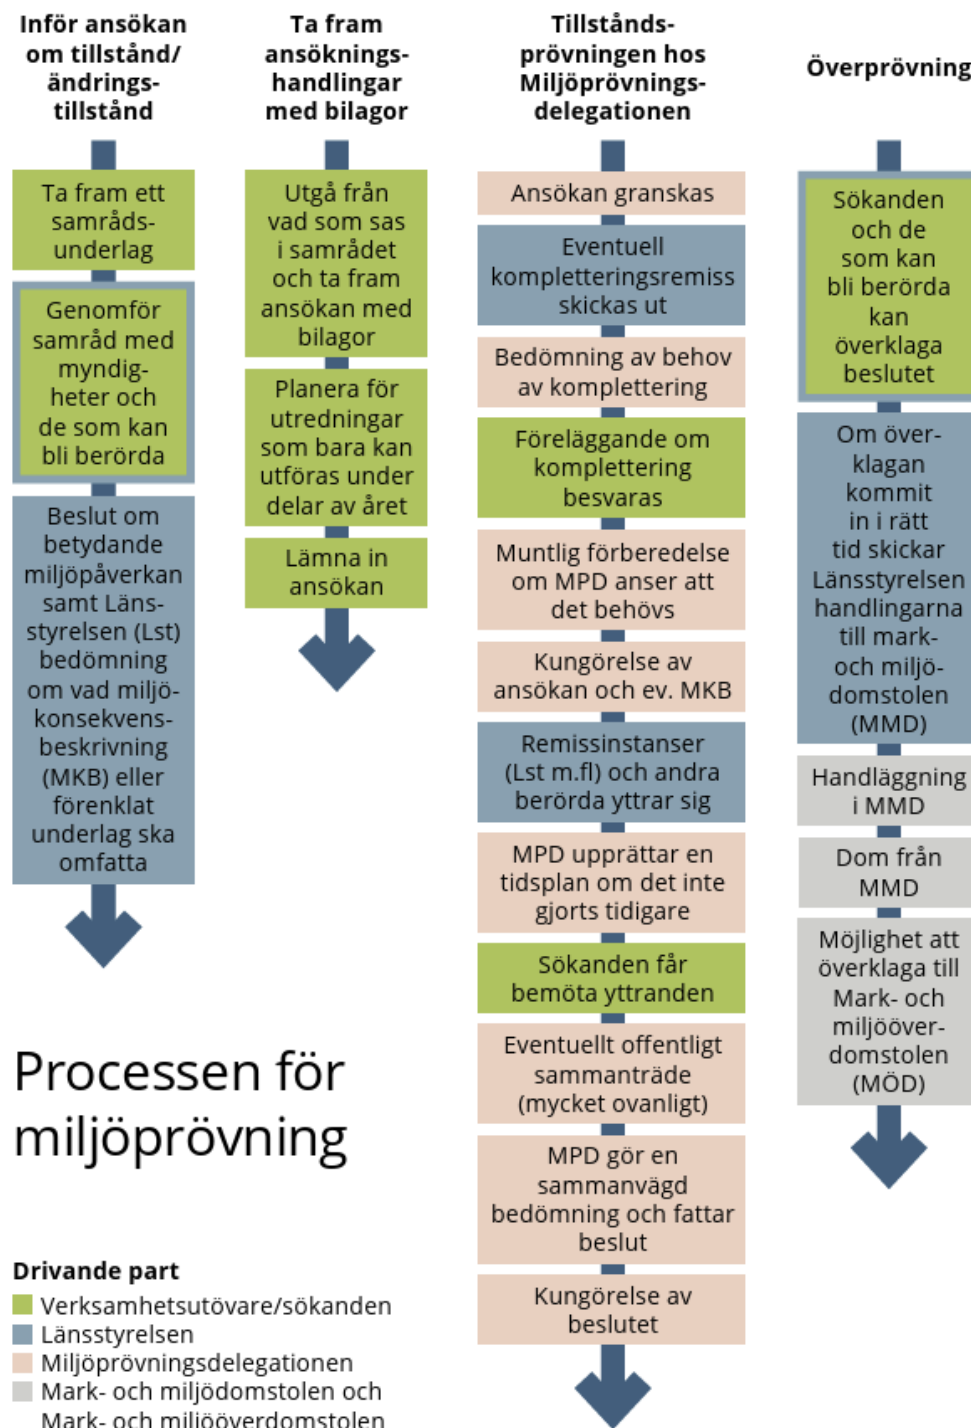 Inför ansökan
om tillstånd/
ändrings-
tillstånd
Ta fram ett
samråds-
underlag
Genomför
samråd med
myndig-
heter och
de som kan
bli berörda
Beslut om
betydande
miljöpåverkan
samt Läns-
styrelsen (Lst)
bedömning
om vad miljö-
konsekvens-
beskrivning
(MKB) eller
förenklat
underlag ska
omfatta
Ta fram
ansöknings-
handlingar
med bilagor
Utgå från
vad som sas
i samrådet
och ta fram
ansökan med
bilagor
Planera för
utredningar
som bara kan
utföras under
delar av året
Lämna in
ansökan
Tillstånds-
prövningen hos
Miljöprövnings-
delegationen
Ansökan granskas
Eventuell
kompletteringsremiss
skickas ut
Bedömning av behov
av komplettering
Föreläggande om
komplettering
besvaras
Muntlig förberedelse
om MPD anser att
det behövs
Kungörelse av
ansökan och ev. MKB
Remissinstanser
(Lst m.fl) och andra
berörda yttrar sig
MPD upprättar en
tidsplan om det inte
gjorts tidigare
Sökanden får
bemöta yttranden
Eventuellt offentligt
sammanträde
(mycket ovanligt)
MPD gör en
sammanvägd
bedömning och fattar
beslut
Kungörelse av
beslutet
Överprövning
Sökanden
och de
som kan
bli berörda
kan
överklaga
beslutet
Om över-
klagan
kommit
in i rätt
tid skickar
Länsstyrelsen
handlingarna
till mark-
och miljö-
domstolen
(MMD)
Handläggning
i MMD
Dom från
MMD
Möjlighet att
överklaga till
Mark- och
miljööver-
domstolen
(MÖD)
Processen för
miljöprövning
Drivande part
Verksamhetsutövare/sökanden
Länsstyrelsen
Miljöprövningsdelegationen
Mark- och miljödomstolen och
Mark- och miljööverdomstolen